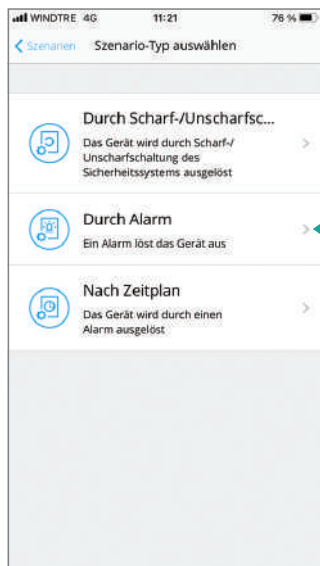 WINDTRE 4G 11:21 76 %
Szenarien Szenario-Typ auswählen
Durch Scharf-/Unscharfsc...
Das Gerät wird durch Scharf-/
Unscharfschaltung des
Sicherheitssystems ausgelöst
Durch Alarm
Ein Alarm löst das Gerät aus
Nach Zeitplan
Das Gerät wird durch einen
Alarm ausgelöst